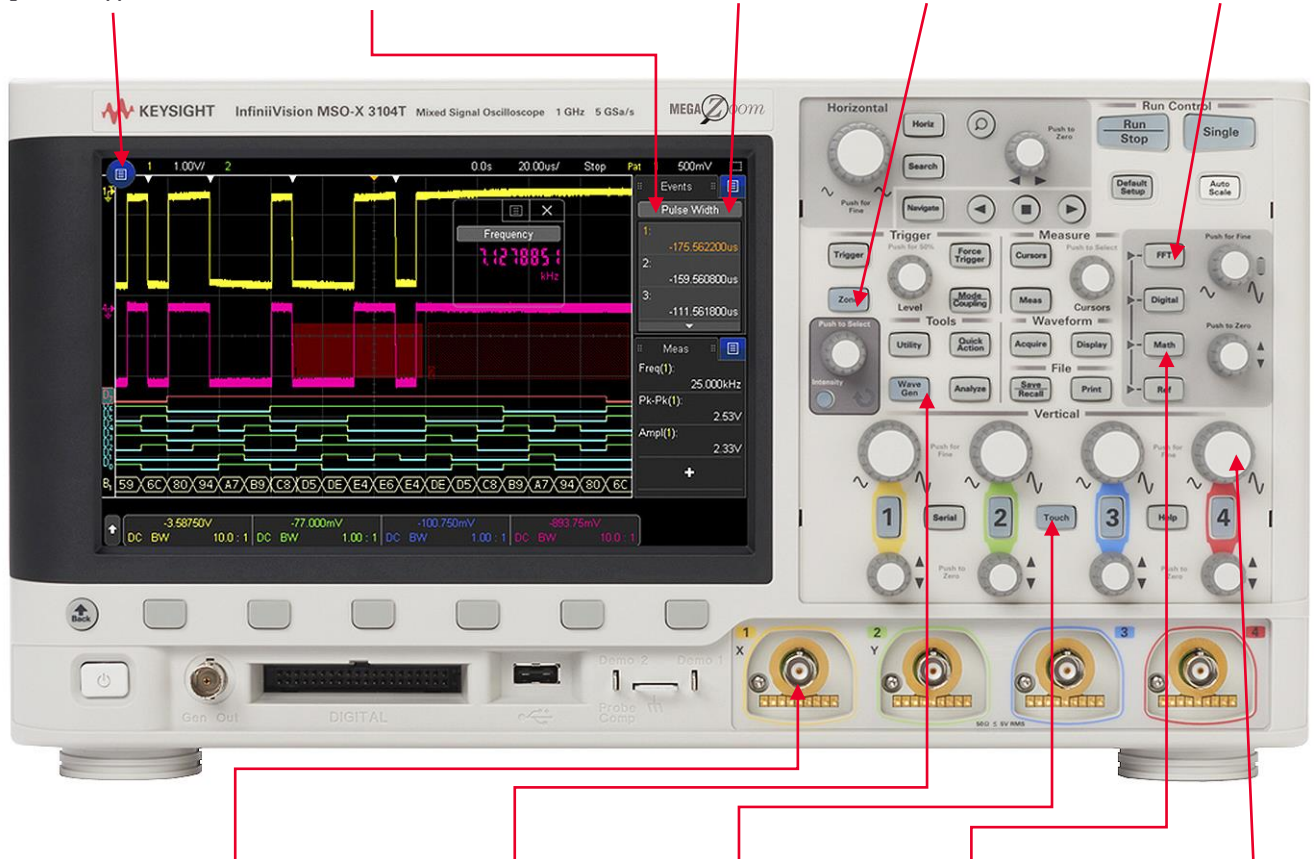 KEYSIGHT InfiniiVision MSO-X 3104T Mixed Signal Oscilloscope 1 GHz 5 GSa/s MEGA Zoom
1 1.00V/ 2 0.0s 20.00us/ Stop Pat 500mV
Events
Pulse Width
1:
-175.562200us
2:
-159.560800us
3:
-111.561800us
Frequency
7.1278851
kHz
Meas
Freq(1):
25.000kHz
Pk-Pk(1):
2.53V
Ampl(1):
2.33V
+
B1 59 6C 80 94 A7 B9 C8 D5 DE E4 E6 E4 DE D5 C8 B9 A7 94 80 6C
-3.58750V -77.000mV -100.750mV -893.75mV
DC BW 10.0 : 1 DC BW 1.00 : 1 DC BW 1.00 : 1 DC BW 10.0 : 1
Back
Gen Out
DIGITAL
Demo 2 Demo 1
Probe
Comp
Horizontal
Horiz
Push to
Zero
Search
Push for
Fine
Navigate
Run Control
Run
Stop
Single
Default
Setup
Auto
Scale
Trigger
Push for 50%
Trigger
Force
Trigger
Zone
Level
Mode
Coupling
Measure
Push to Select
Cursors
Meas
Cursors
Push for Fine
FFT
Digital
Push to Zero
Math
Ref
Push to Select
Intensity
Tools
Utility
Quick
Action
Wave
Gen
Analyze
Waveform
Acquire
Display
File
Save
Recall
Print
Vertical
Push for
Fine
Push for
Fine
1 Serial 2 Touch 3 Help 4
Push to
Zero
Push to
Zero
1
X
2
Y
3
4
50Ω ≤ 5V RMS